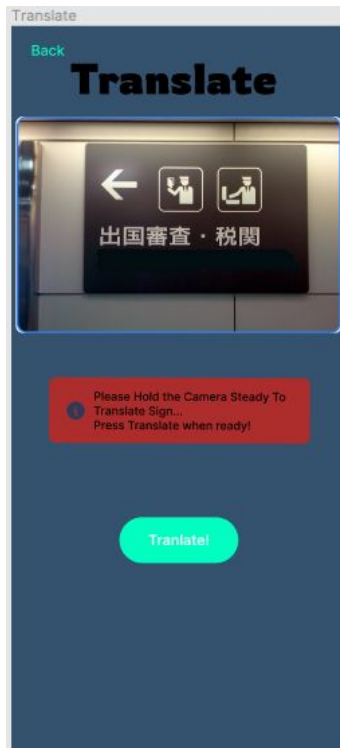 Translate
Back
Translate
出国審査・税関
Please Hold the Camera Steady To
Translate Sign...
Press Translate when ready!
Tranlate!